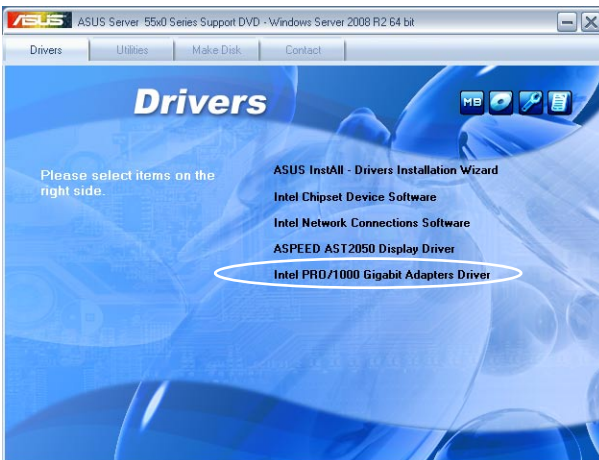 ASUS ASUS Server 55x0 Series Support DVD - Windows Server 2008 R2 64 bit
Drivers Utilities Make Disk Contact
Drivers
MB
Please select items on the
right side.
ASUS InstAll - Drivers Installation Wizard
Intel Chipset Device Software
Intel Network Connections Software
ASPEED AST2050 Display Driver
Intel PRO/1000 Gigabit Adapters Driver